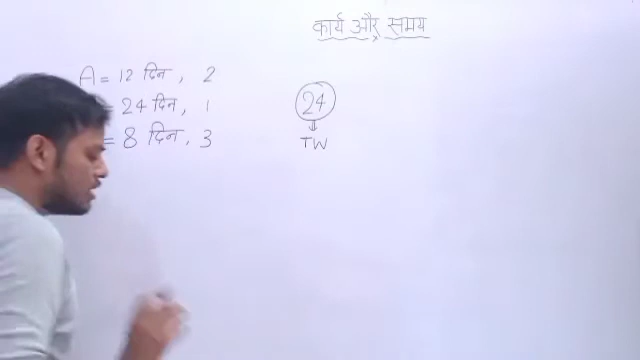 कार्य और समय
A = 12 दिन, 2
= 24 दिन, 1
= 8 दिन, 3
24
TW